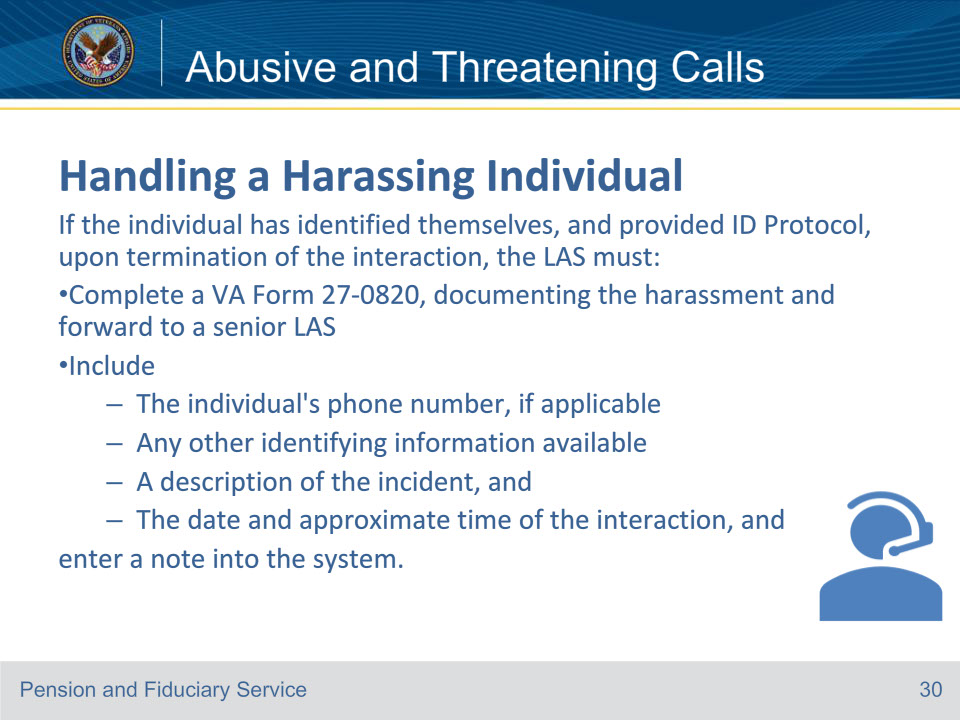 Abusive and Threatening Calls
Handling a Harassing Individual
If the individual has identified themselves, and provided ID Protocol,
upon termination of the interaction, the LAS must:
•Complete a VA Form 27-0820, documenting the harassment and
forward to a senior LAS
•Include
– The individual's phone number, if applicable
– Any other identifying information available
– A description of the incident, and
– The date and approximate time of the interaction, and
enter a note into the system.
Pension and Fiduciary Service
30